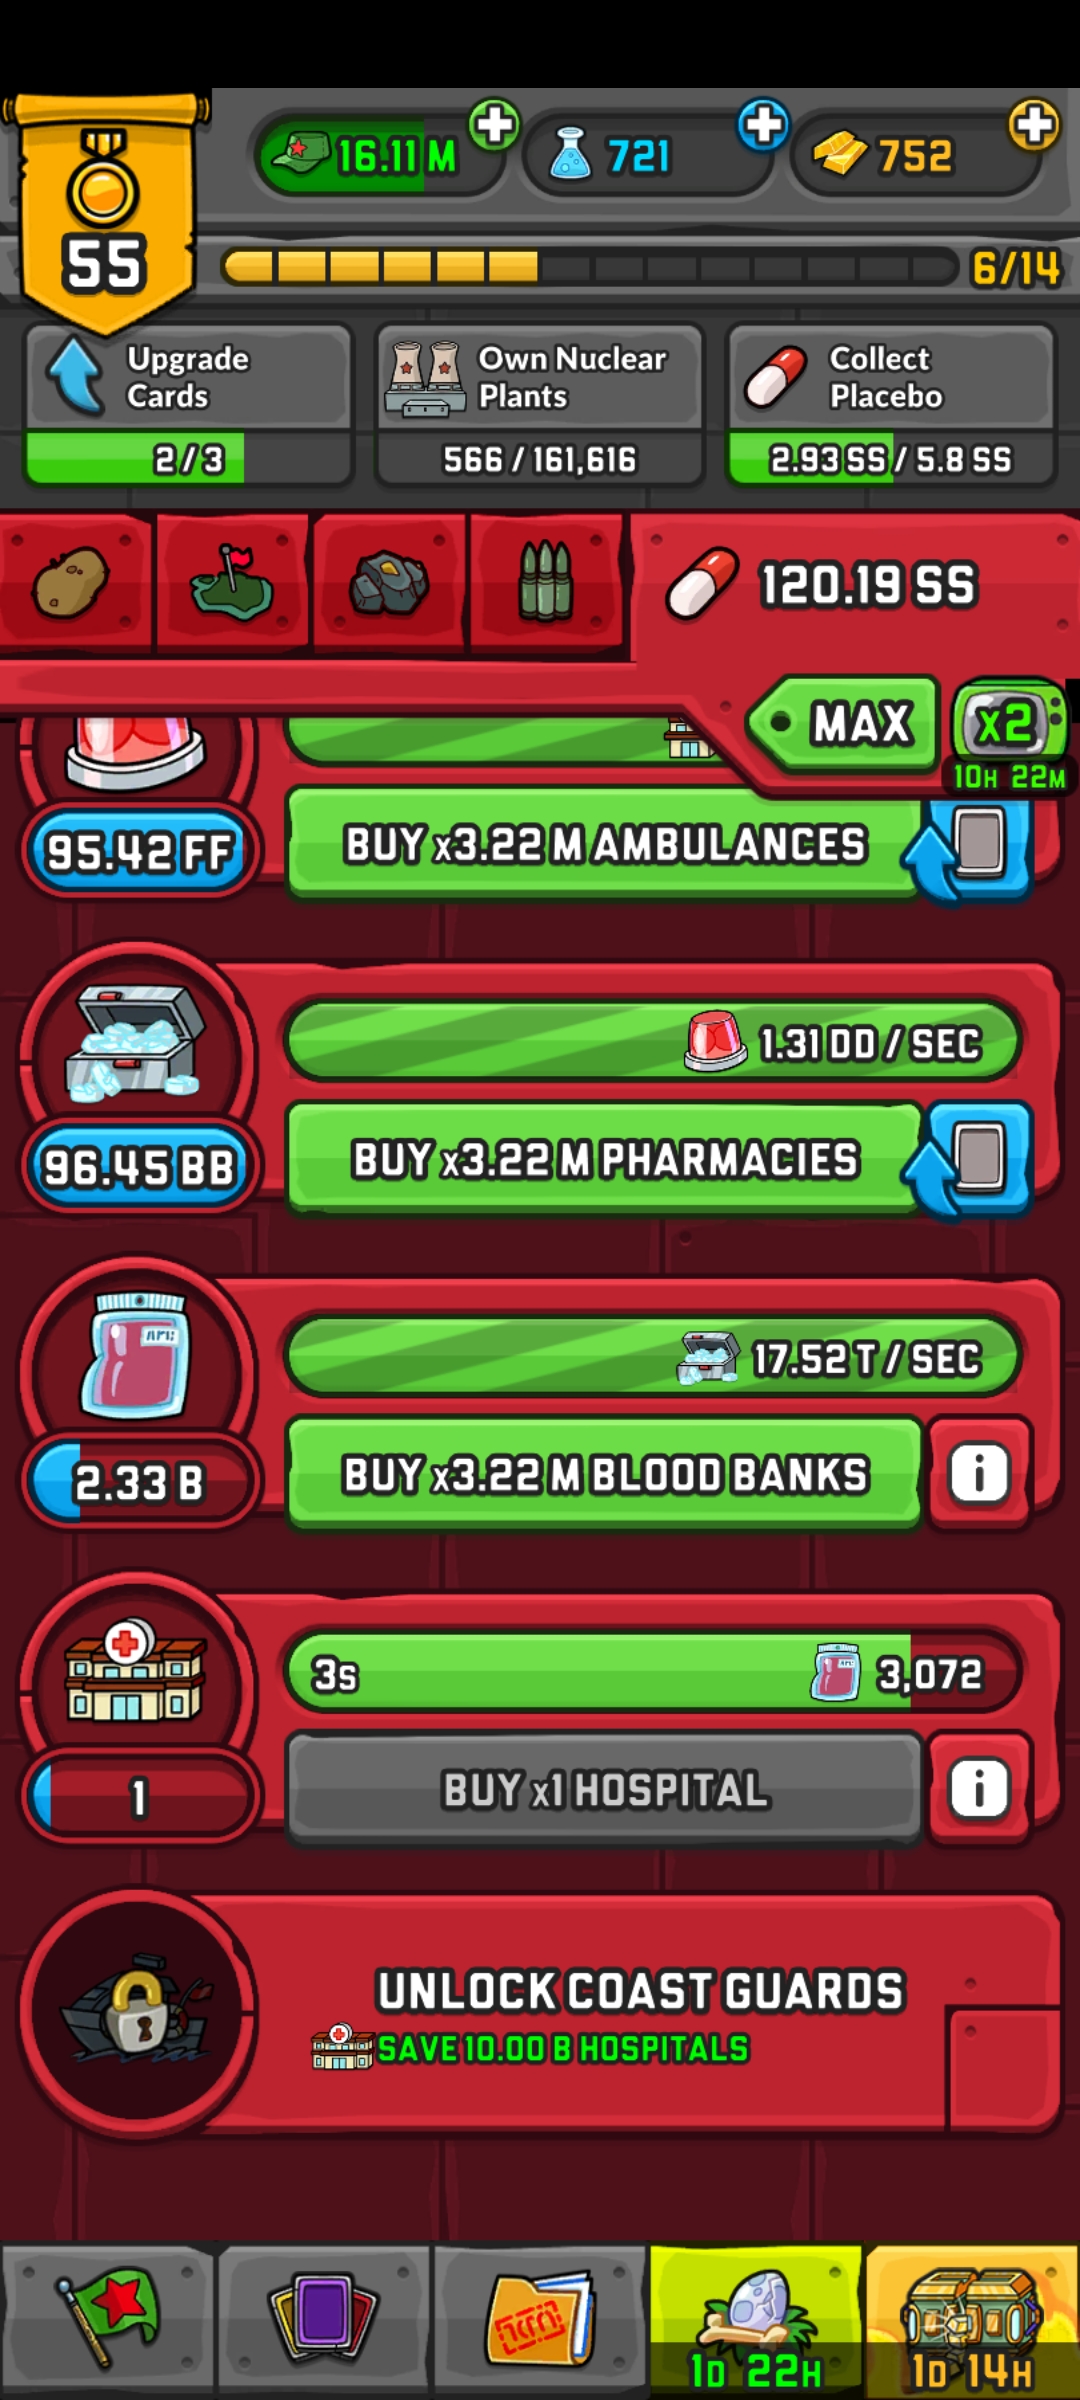 16.11 M
721
752
55
6/14
Upgrade
Cards
2/3
Own Nuclear
Plants
566 / 161,616
Collect
Placebo
2.93 SS / 5.8 SS
120.19 SS
MAX
x2
10H 22M
95.42 FF
BUY x3.22 M AMBULANCES
1.31 DD / SEC
96.45 BB
BUY x3.22 M PHARMACIES
17.52 T / SEC
2.33 B
BUY x3.22 M BLOOD BANKS
i
3s
3,072
1
BUY x1 HOSPITAL
i
UNLOCK COAST GUARDS
SAVE 10.00 B HOSPITALS
1D 22H
1D 14H